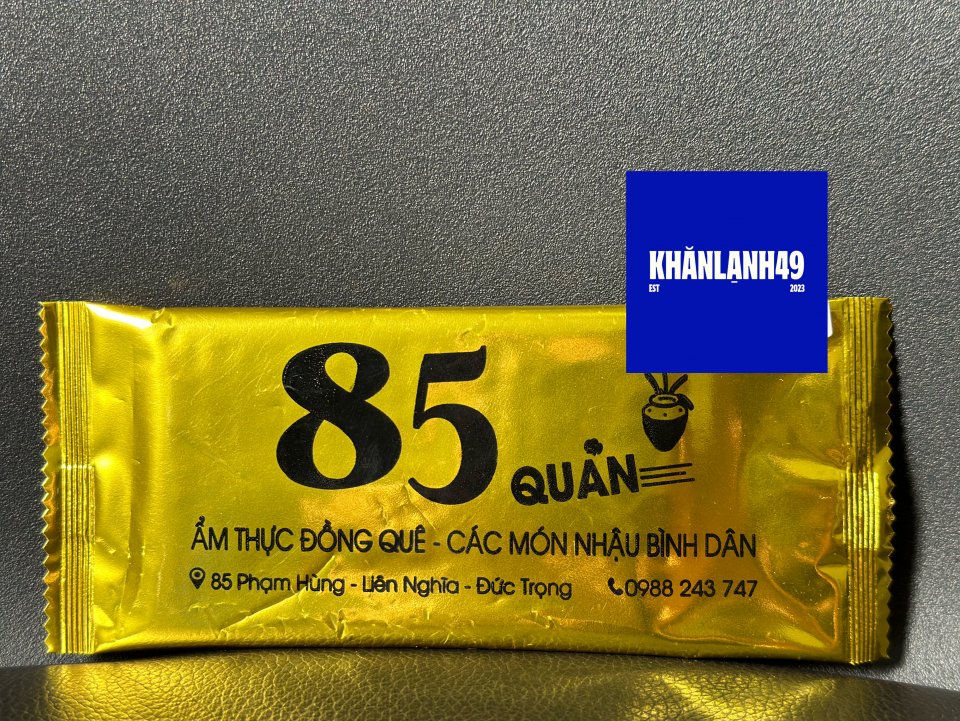 KHĂNLẠNH49
EST 2023
85 QUÁN
ẨM THỰC ĐỒNG QUÊ - CÁC MÓN NHẬU BÌNH DÂN
85 Phạm Hùng - Liên Nghĩa - Đức Trọng 0988 243 747